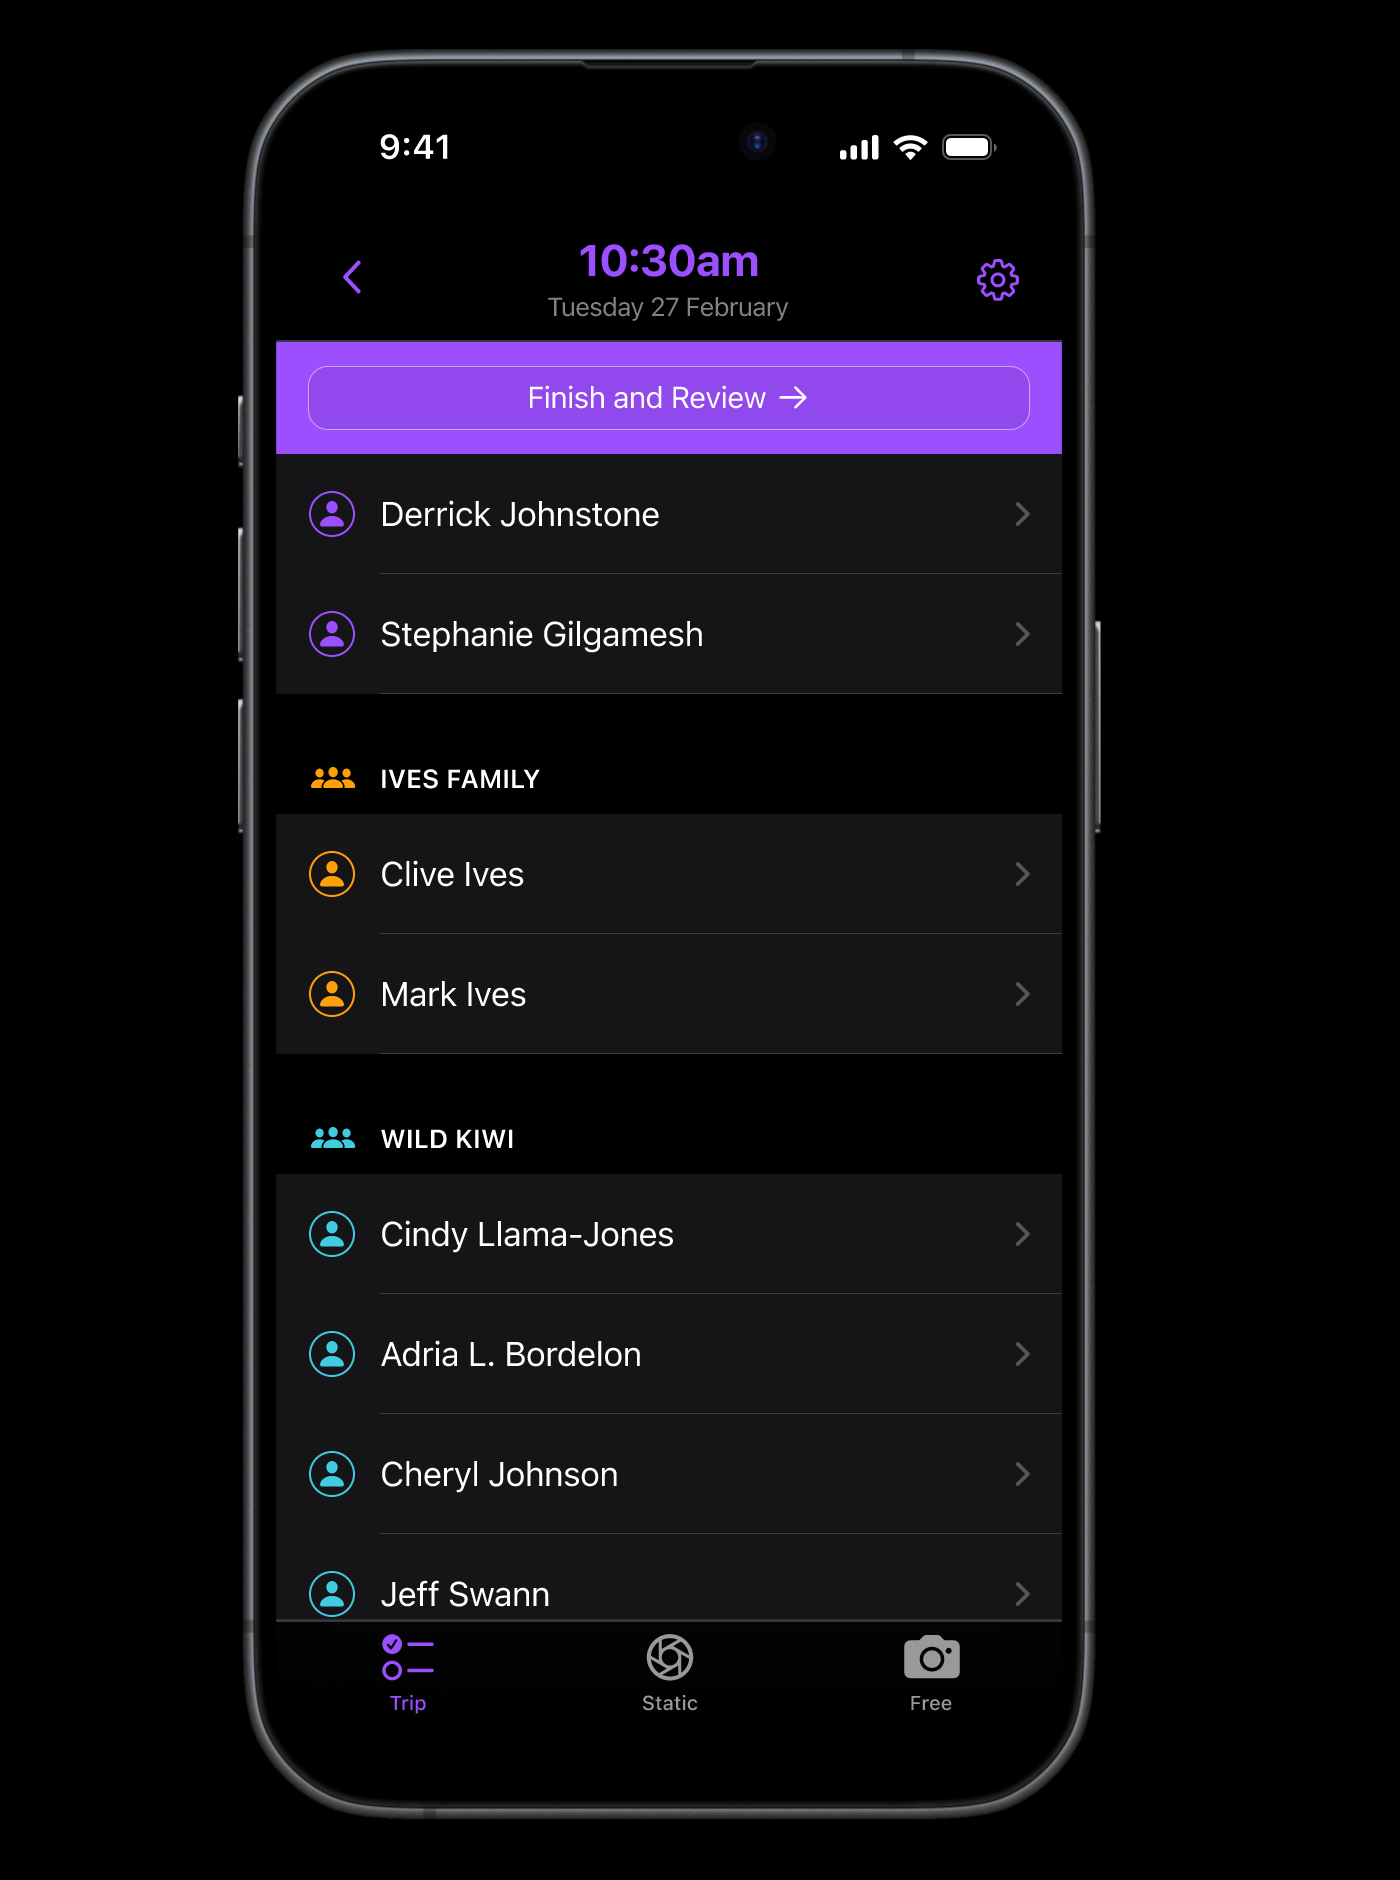 9:41
10:30am
Tuesday 27 February
Finish and Review →
Derrick Johnstone
Stephanie Gilgamesh
IVES FAMILY
Clive Ives
Mark Ives
WILD KIWI
Cindy Llama-Jones
Adria L. Bordelon
Cheryl Johnson
Jeff Swann
Trip
Static
Free